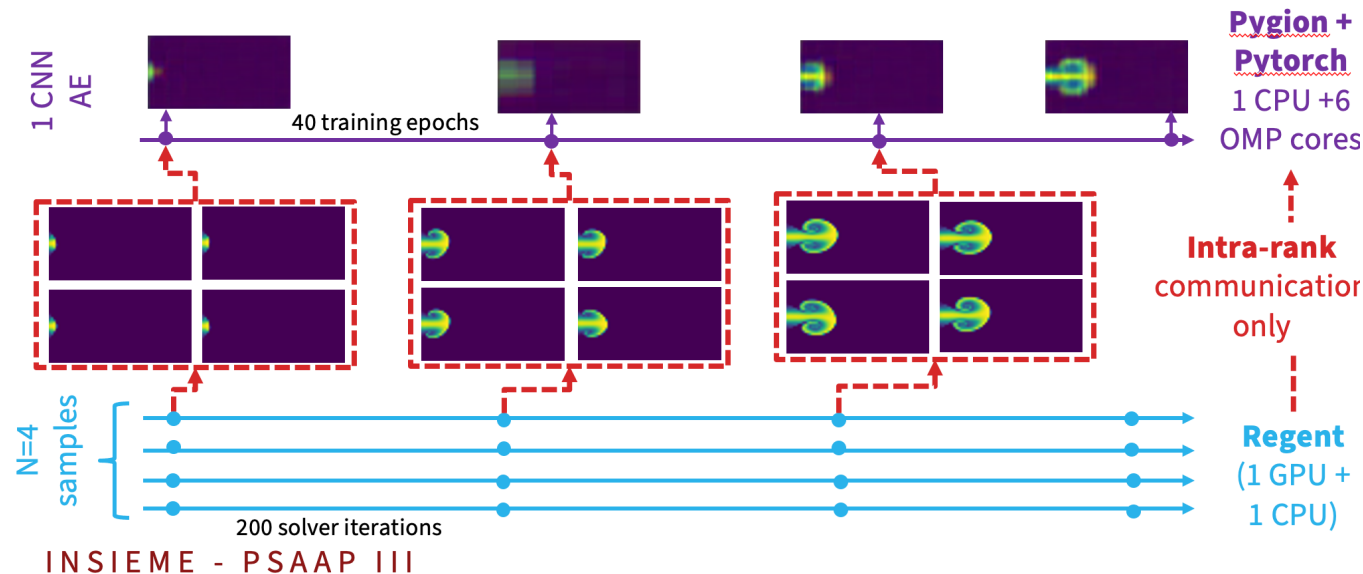 1 CNN
AE
40 training epochs
Pygion +
Pytorch
1 CPU +6
OMP cores
Intra-rank
communication
only
N=4
samples
200 solver iterations
Regent
(1 GPU +
1 CPU)
INSIEME - PSAAP III